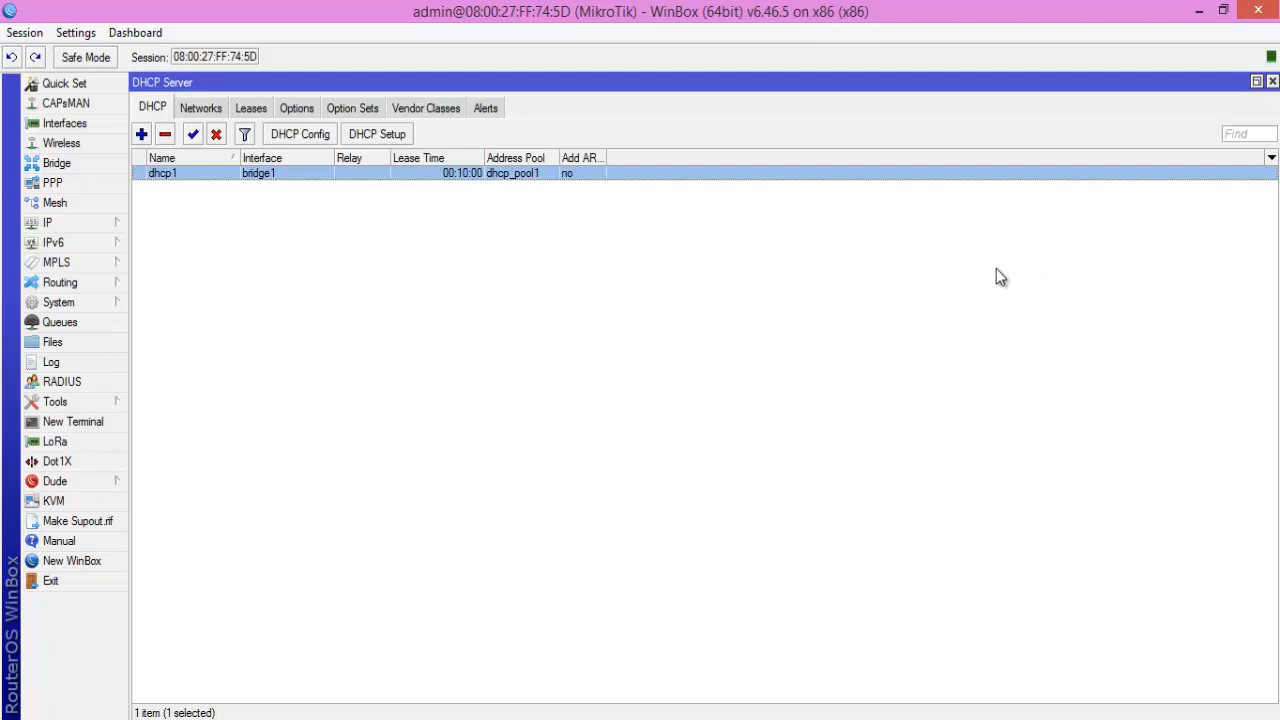 admin@08:00:27:FF:74:5D (MikroTik) - WinBox (64bit) v6.46.5 on x86 (x86)
Session Settings Dashboard
Safe Mode Session: 08:00:27:FF:74:5D
DHCP Server
DHCP Networks Leases Options Option Sets Vendor Classes Alerts
DHCP Config DHCP Setup Find
Name Interface Relay Lease Time Address Pool Add AR...
dhcp1 bridge1 00:10:00 dhcp_pool1 no
Quick Set
CAPsMAN
Interfaces
Wireless
Bridge
PPP
Mesh
IP
IPv6
MPLS
Routing
System
Queues
Files
Log
RADIUS
Tools
New Terminal
LoRa
Dot1X
Dude
KVM
Make Supout.rif
Manual
New WinBox
Exit
RouterOS WinBox
1 item (1 selected)